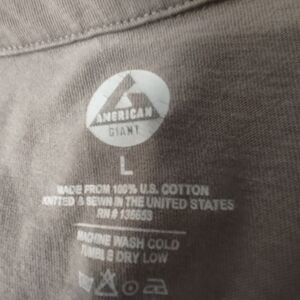 AMERICAN
GIANT
L
MADE FROM 100% U.S. COTTON
KNITTED & SEWN IN THE UNITED STATES
RN # 136653
MACHINE WASH COLD
TUMBLE DRY LOW